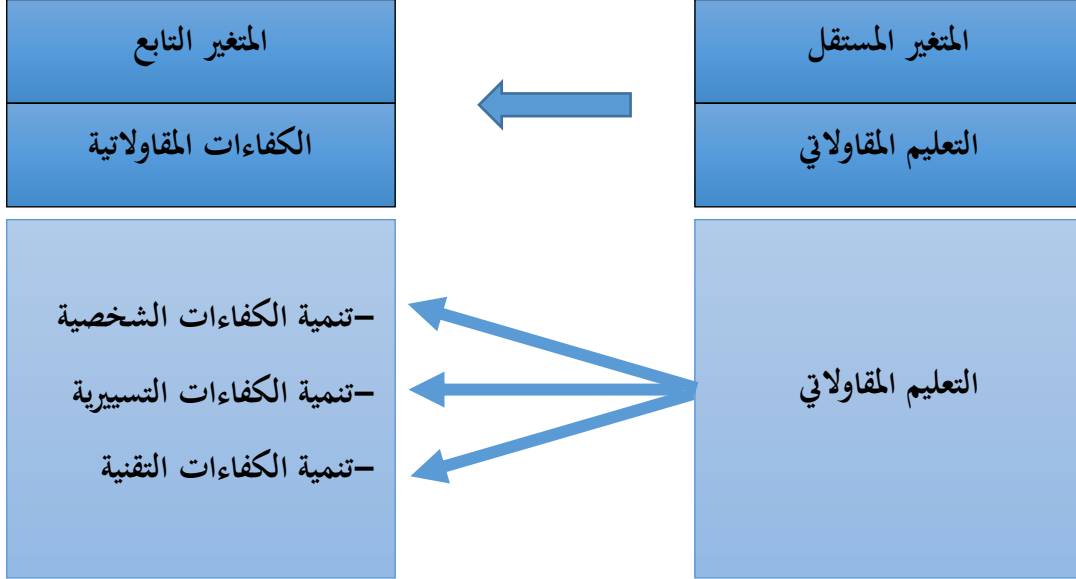 المتغير المستقل
التعليم المقاولاتي
المتغير التابع
الكفاءات المقاولاتية
التعليم المقاولاتي
–تنمية الكفاءات الشخصية
–تنمية الكفاءات التسييرية
–تنمية الكفاءات التقنية